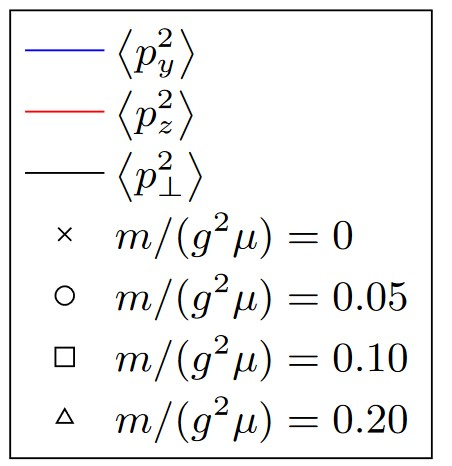 ⟨p_y^2⟩
⟨p_z^2⟩
⟨p_⊥^2⟩
m/(g^2μ) = 0
m/(g^2μ) = 0.05
m/(g^2μ) = 0.10
m/(g^2μ) = 0.20